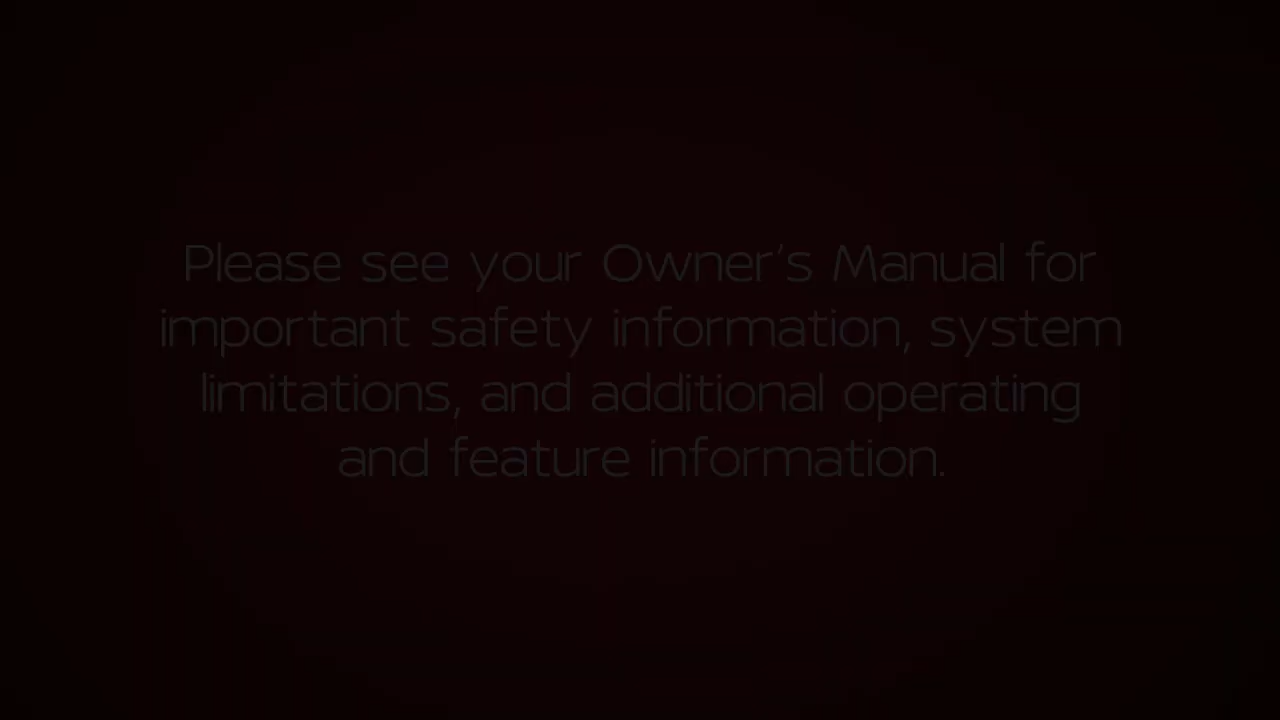 Please see your Owner’s Manual for
important safety information, system
limitations, and additional operating
and feature information.